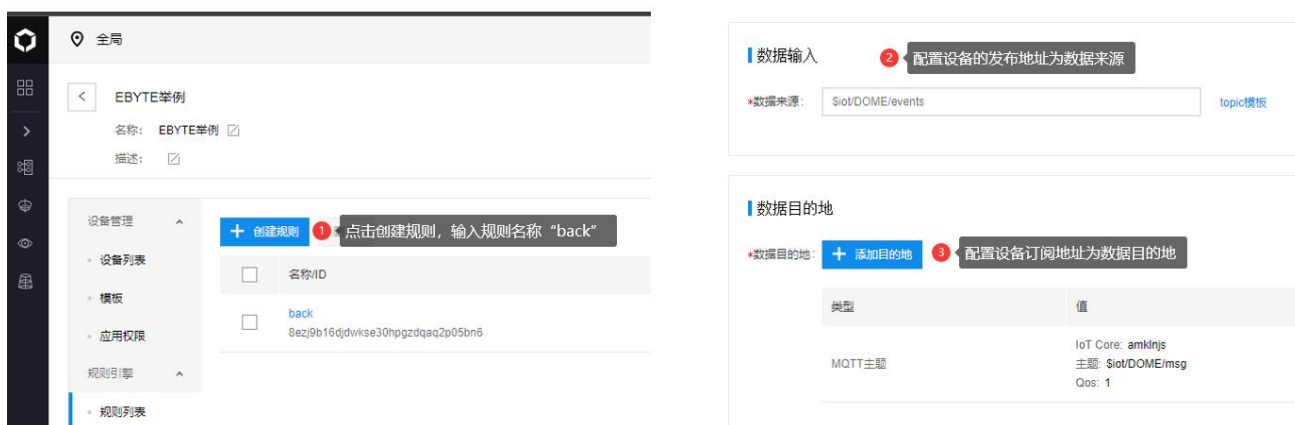 全局
EBYTE举例
名称: EBYTE举例
描述:
设备管理
设备列表
模板
应用权限
规则引擎
规则列表
+ 创建规则
1 点击创建规则，输入规则名称“back”
名称/ID
back
8ezj9b16djdwkse30hpgzdqaq2p05bn6
数据输入
2 配置设备的发布地址为数据来源
*数据来源: $iot/DOME/events topic模板
数据目的地
*数据目的地: + 添加目的地
3 配置设备订阅地址为数据目的地
类型 值
MQTT主题
IoT Core: amklnjs
主题: $iot/DOME/msg
Qos: 1